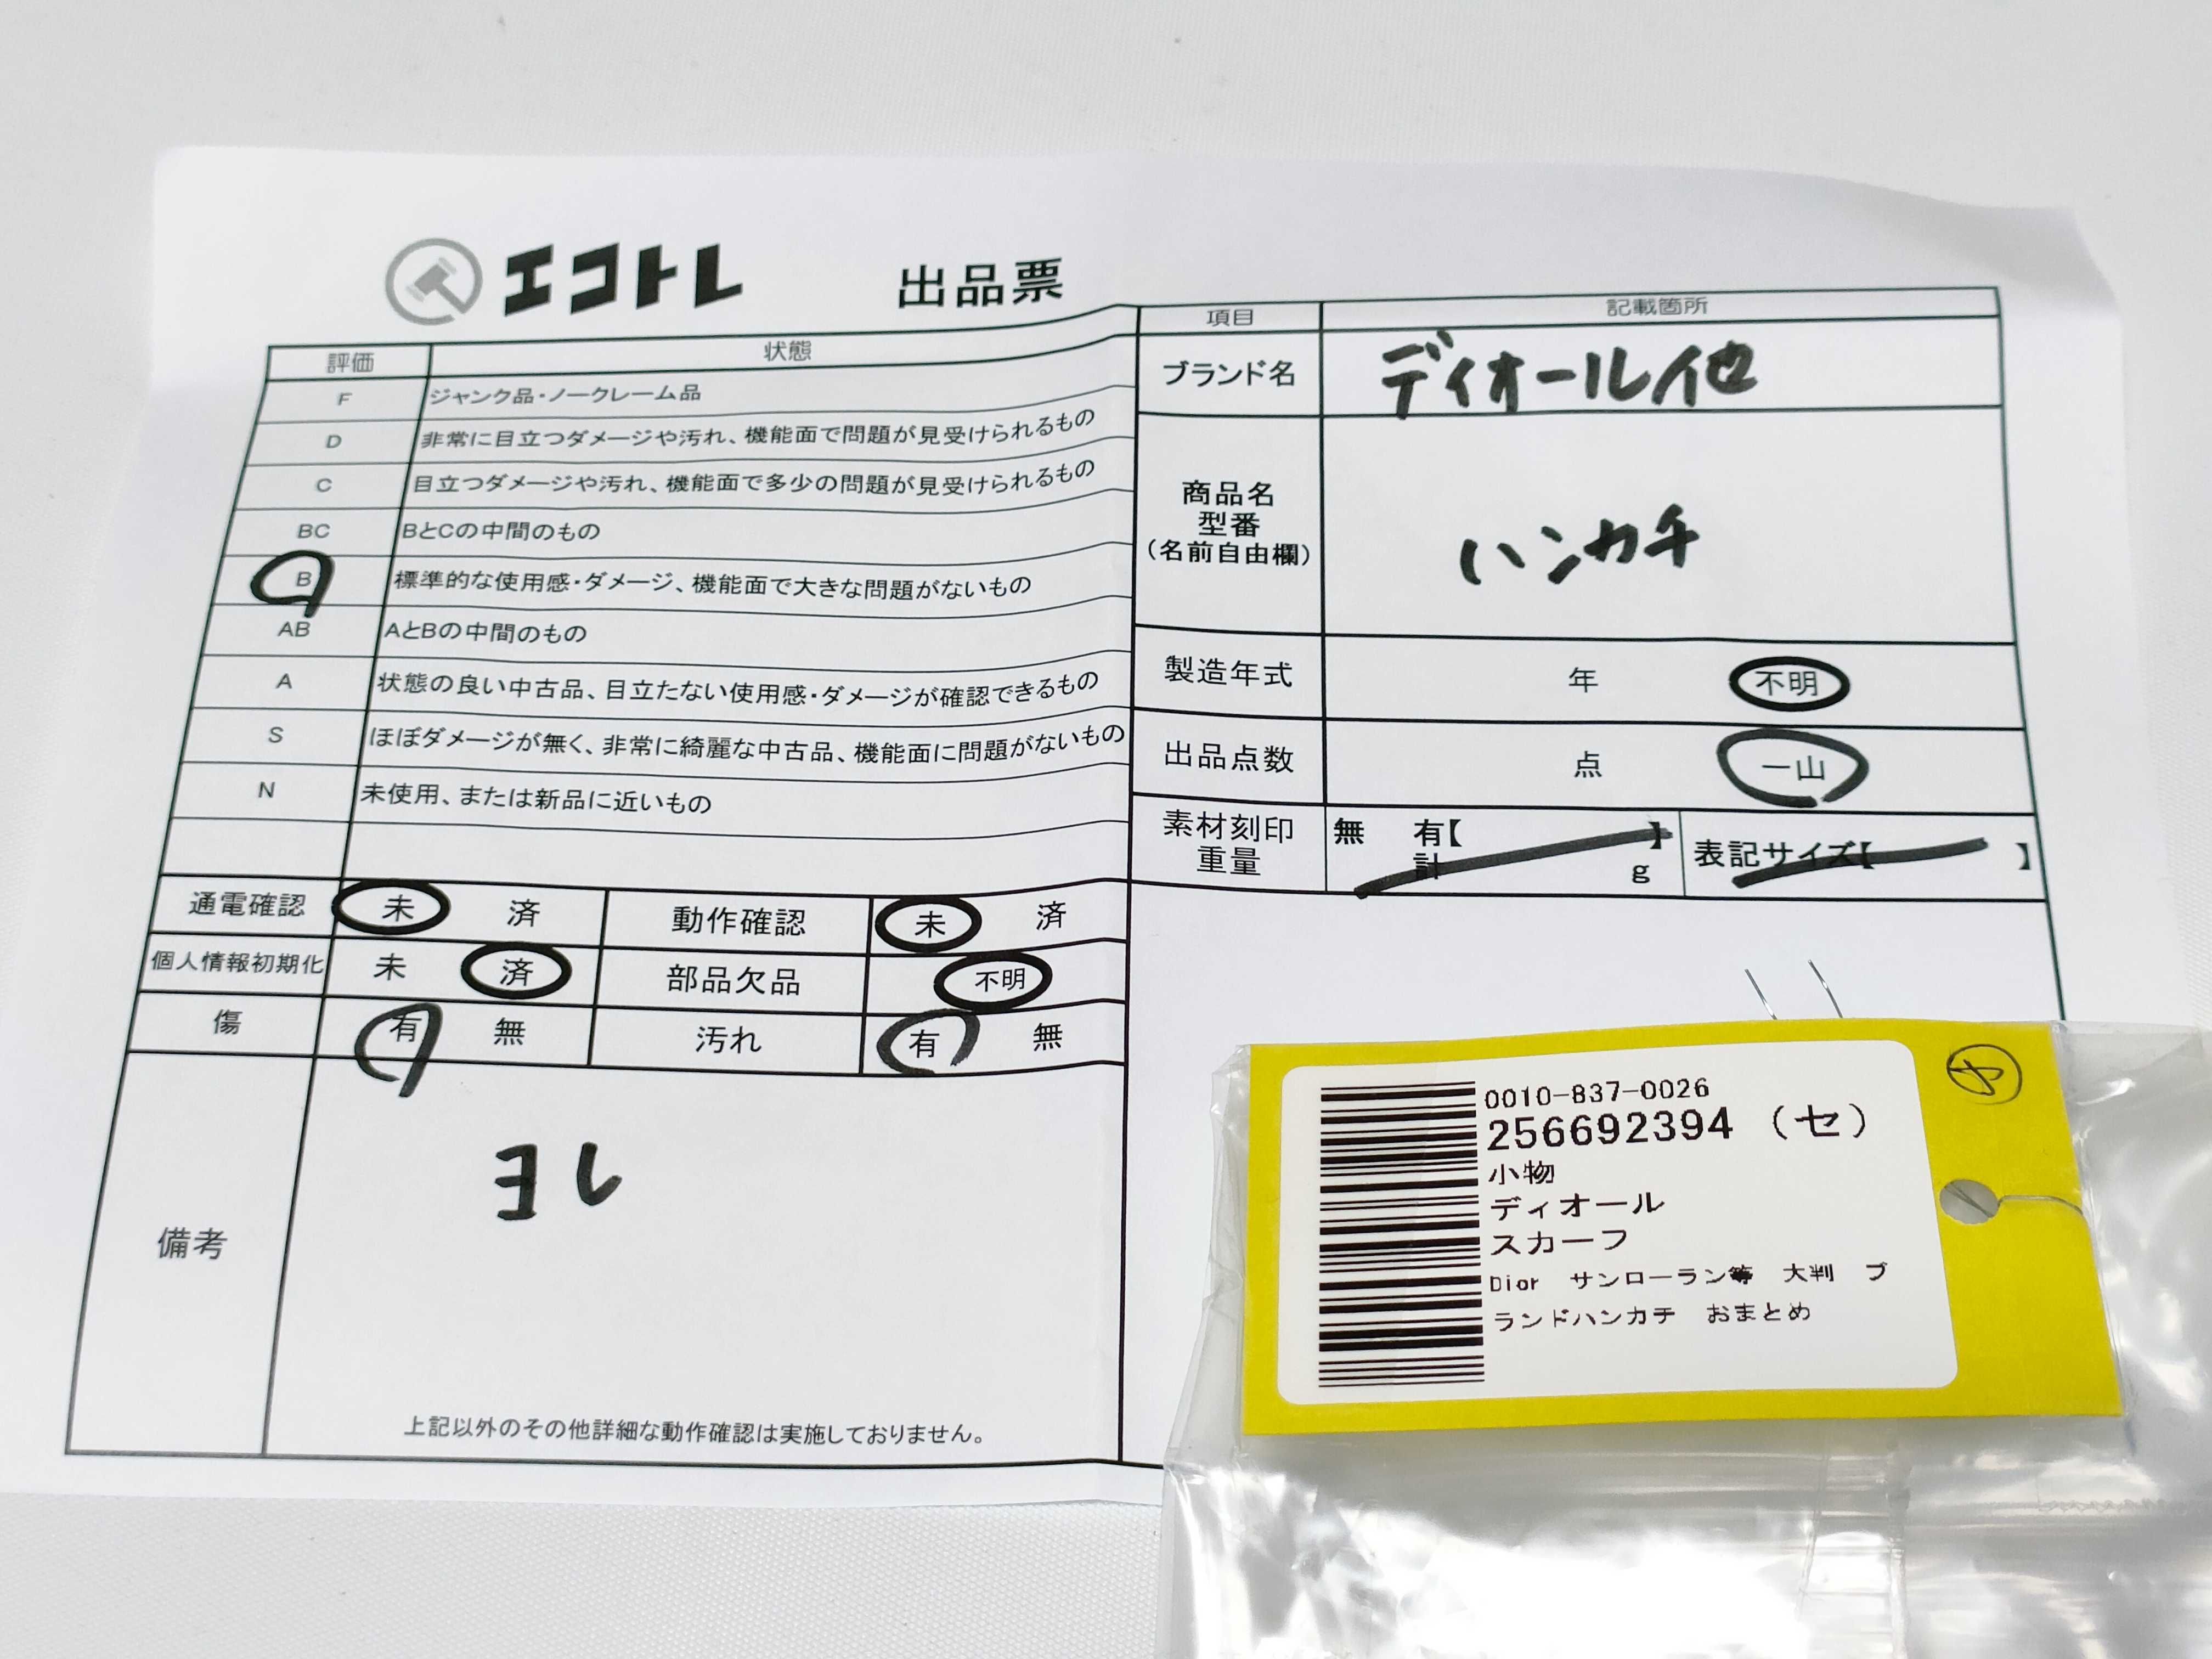 エコトレ 出品票
評価 状態
F ジャンク品・ノークレーム品
D 非常に目立つダメージや汚れ、機能面で問題が見受けられるもの
C 目立つダメージや汚れ、機能面で多少の問題が見受けられるもの
BC BとCの中間のもの
B 標準的な使用感・ダメージ、機能面で大きな問題がないもの
AB AとBの中間のもの
A 状態の良い中古品、目立たない使用感・ダメージが確認できるもの
S ほぼダメージが無く、非常に綺麗な中古品、機能面に問題がないもの
N 未使用、または新品に近いもの
通電確認 未 済 動作確認 未 済
個人情報初期化 未 済 部品欠品 不明
傷 有 無 汚れ 有 無
備考 ヨレ
上記以外のその他詳細な動作確認は実施しておりません。
項目 記載箇所
ブランド名 ディオール他
商品名
型番
(名前自由欄)
ハンカチ
製造年式 年 不明
出品点数 点 一山
素材刻印 無 有【 】
重量 計 g
表記サイズ【 】
0010-837-0026
256692394 (セ)
小物
ディオール
スカーフ
Dior サンローラン等 大判 ブ
ランドハンカチ おまとめ